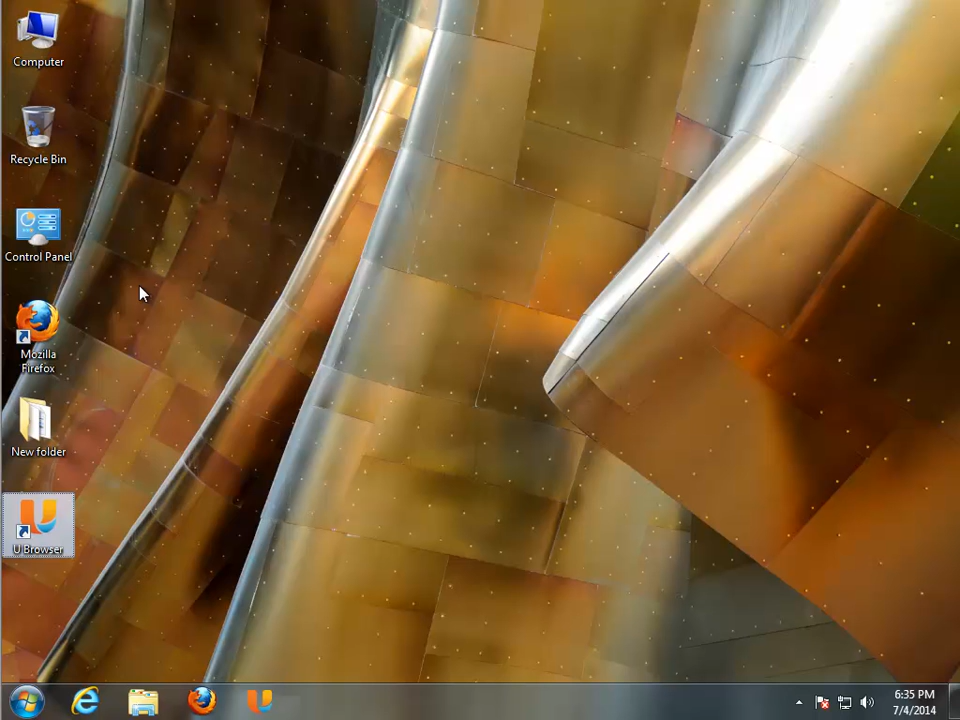 Computer
Recycle Bin
Control Panel
Mozilla
Firefox
New folder
U Browser
6:35 PM
7/4/2014